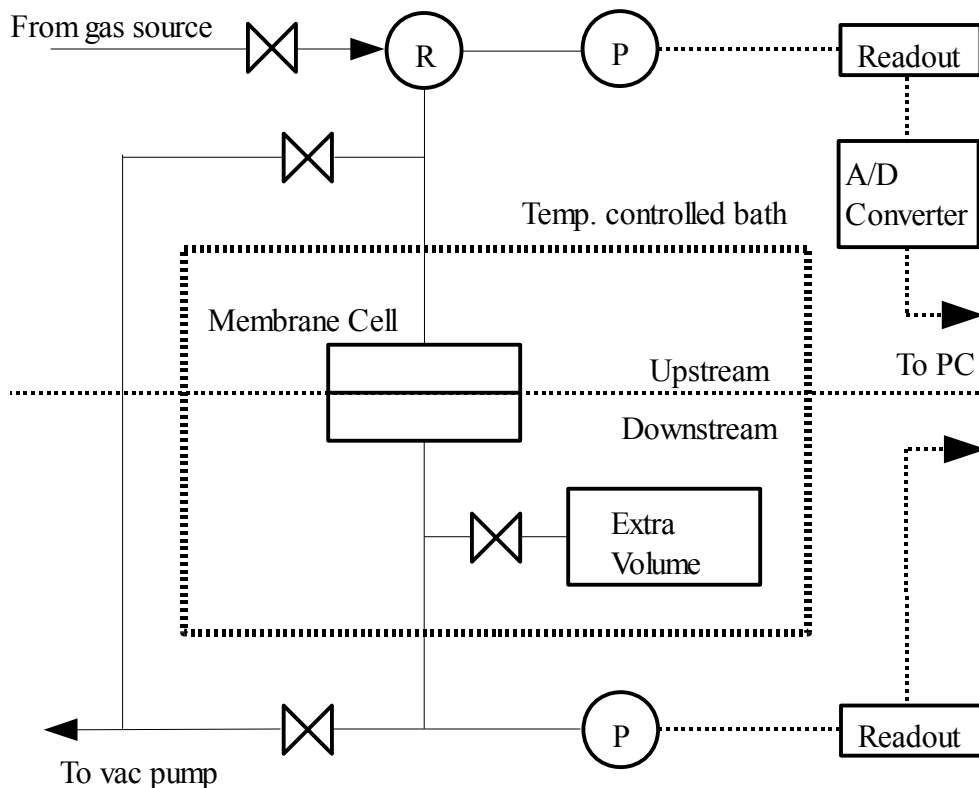 From gas source
R
P
Readout
A/D
Converter
Temp. controlled bath
Membrane Cell
Upstream
To PC
Downstream
Extra
Volume
P
Readout
To vac pump